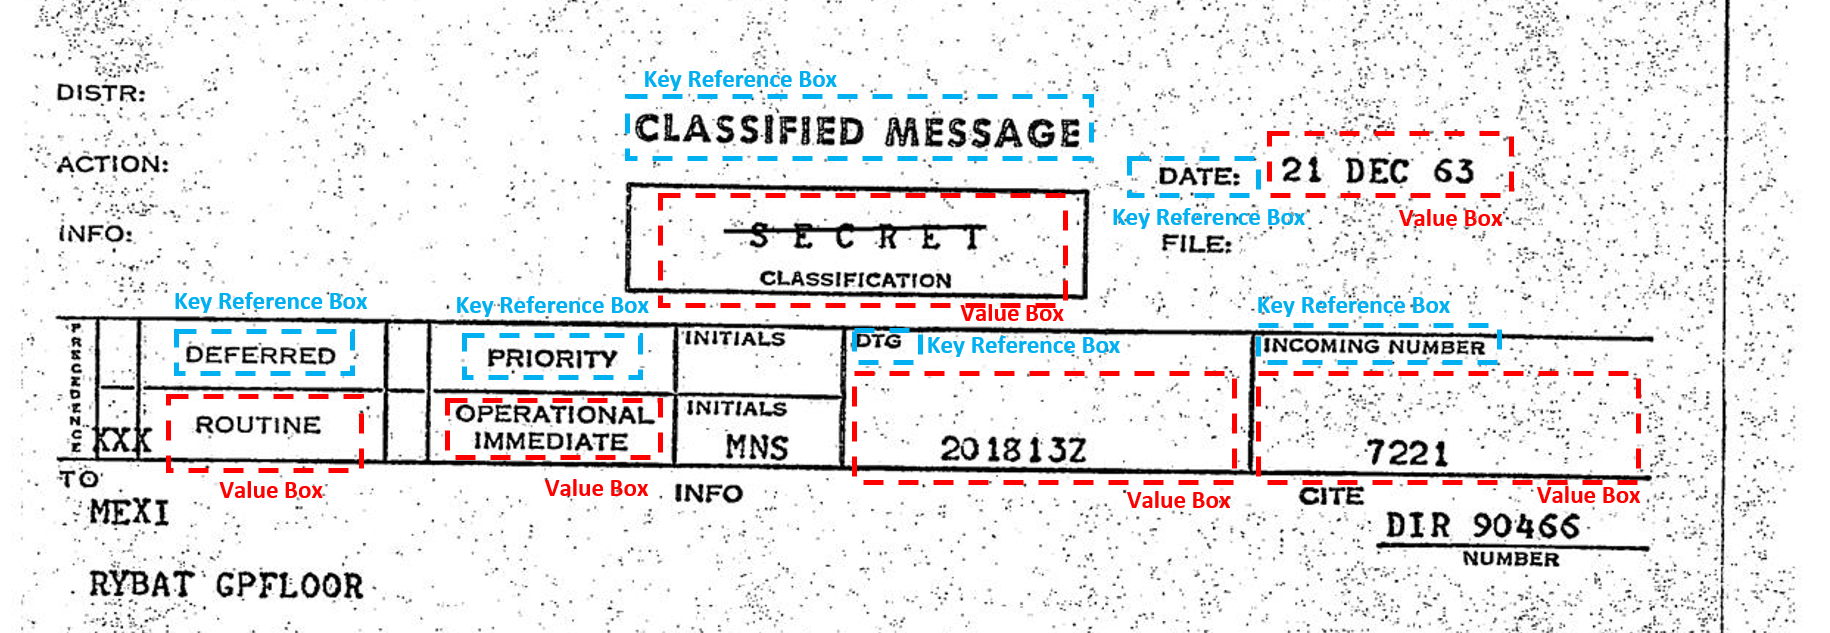 Key Reference Box
DISTR:
CLASSIFIED MESSAGE
ACTION:
DATE: 21 DEC 63
Key Reference Box
Value Box
INFO:
SECRET
FILE:
CLASSIFICATION
Value Box
Key Reference Box
Key Reference Box
Key Reference Box
PRECEDENCE
DEFERRED
PRIORITY
INITIALS
DTG
Key Reference Box
INCOMING NUMBER
XXX
ROUTINE
OPERATIONAL
IMMEDIATE
INITIALS
MNS
201813Z
7221
Value Box
Value Box
Value Box
Value Box
TO
INFO
CITE
MEXI
DIR 90466
NUMBER
RYBAT GPFLOOR